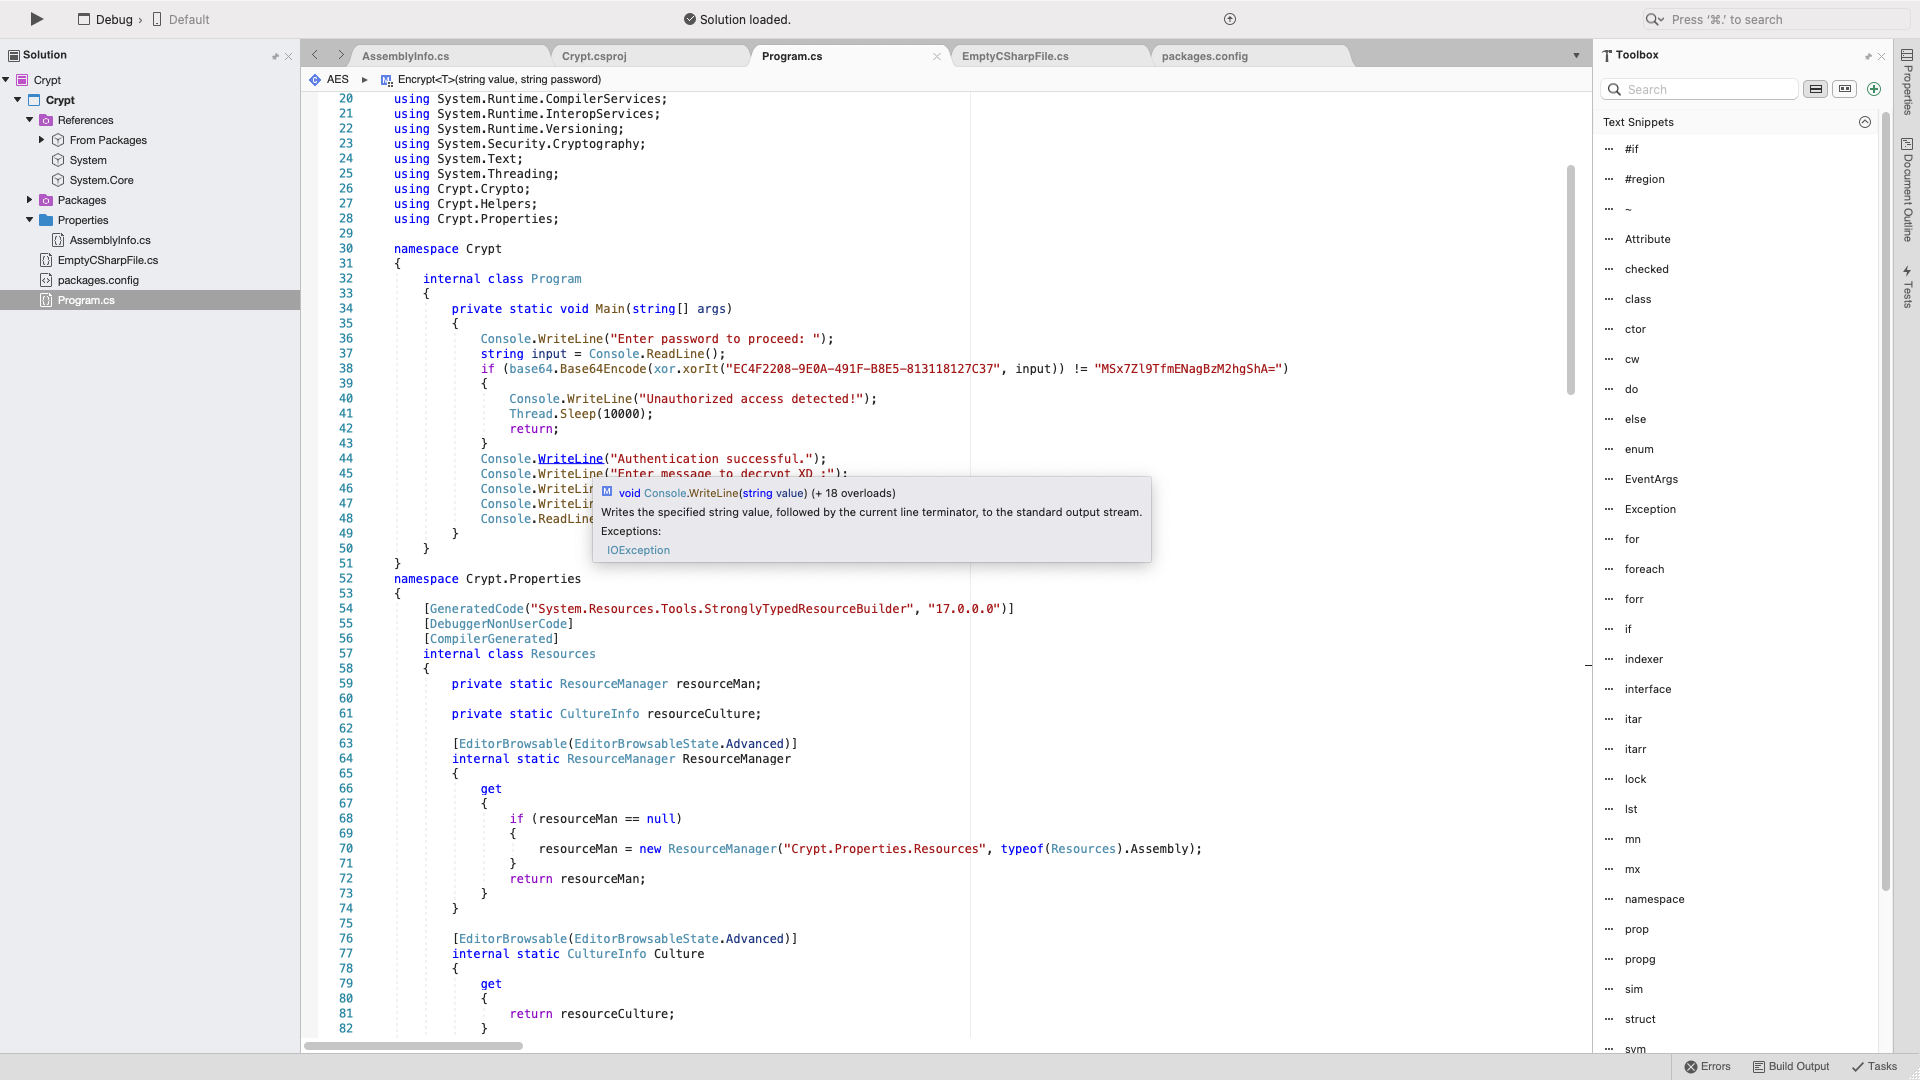 Debug › Default
Solution loaded.
Press ‘⌘.’ to search
Solution
Crypt
Crypt
References
From Packages
System
System.Core
Packages
Properties
AssemblyInfo.cs
EmptyCSharpFile.cs
packages.config
Program.cs
AssemblyInfo.cs
Crypt.csproj
Program.cs
EmptyCSharpFile.cs
packages.config
AES ▸ Encrypt<T>(string value, string password)
20 using System.Runtime.CompilerServices;
21 using System.Runtime.InteropServices;
22 using System.Runtime.Versioning;
23 using System.Security.Cryptography;
24 using System.Text;
25 using System.Threading;
26 using Crypt.Crypto;
27 using Crypt.Helpers;
28 using Crypt.Properties;
29
30 namespace Crypt
31 {
32 internal class Program
33 {
34 private static void Main(string[] args)
35 {
36 Console.WriteLine("Enter password to proceed: ");
37 string input = Console.ReadLine();
38 if (base64.Base64Encode(xor.xorIt("EC4F2208-9E0A-491F-B8E5-813118127C37", input)) != "MSx7Zl9TfmENagBzM2hgShA=")
39 {
40 Console.WriteLine("Unauthorized access detected!");
41 Thread.Sleep(10000);
42 return;
43 }
44 Console.WriteLine("Authentication successful.");
45 Console.WriteLine("Enter message to decrypt XD :");
46 Console.WriteLin
47 Console.WriteLin
48 Console.ReadLine
49 }
50 }
51 }
52 namespace Crypt.Properties
53 {
54 [GeneratedCode("System.Resources.Tools.StronglyTypedResourceBuilder", "17.0.0.0")]
55 [DebuggerNonUserCode]
56 [CompilerGenerated]
57 internal class Resources
58 {
59 private static ResourceManager resourceMan;
60
61 private static CultureInfo resourceCulture;
62
63 [EditorBrowsable(EditorBrowsableState.Advanced)]
64 internal static ResourceManager ResourceManager
65 {
66 get
67 {
68 if (resourceMan == null)
69 {
70 resourceMan = new ResourceManager("Crypt.Properties.Resources", typeof(Resources).Assembly);
71 }
72 return resourceMan;
73 }
74 }
75
76 [EditorBrowsable(EditorBrowsableState.Advanced)]
77 internal static CultureInfo Culture
78 {
79 get
80 {
81 return resourceCulture;
82 }
void Console.WriteLine(string value) (+ 18 overloads)
Writes the specified string value, followed by the current line terminator, to the standard output stream.
Exceptions:
IOException
Toolbox
Search
Text Snippets
#if
#region
~
Attribute
checked
class
ctor
cw
do
else
enum
EventArgs
Exception
for
foreach
forr
if
indexer
interface
itar
itarr
lock
lst
mn
mx
namespace
prop
propg
sim
struct
svm
Properties
Document Outline
Tests
Errors
Build Output
Tasks